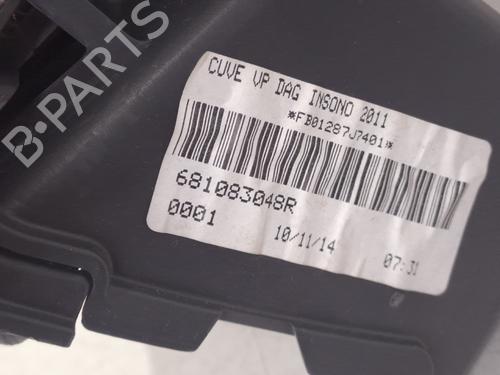 B-PARTS
CUVE VP DAG INSONO 2011
*FB01287J7401*
681083048R
0001 10/11/14 07:31